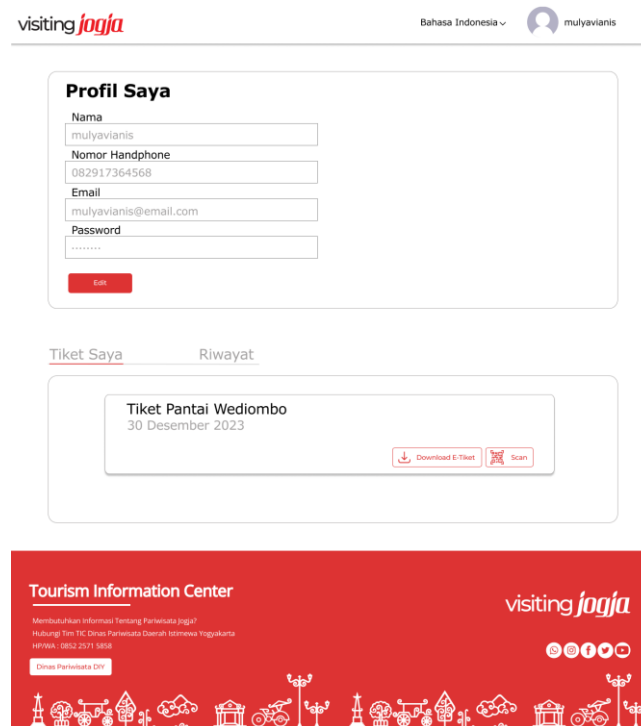 visiting jogja
Bahasa Indonesia
mulyavianis
Profil Saya
Nama
mulyavianis
Nomor Handphone
082917364568
Email
mulyavianis@email.com
Password
........
Edit
Tiket Saya
Riwayat
Tiket Pantai Wediombo
30 Desember 2023
Download E-Tiket
Scan
Tourism Information Center
Membutuhkan Informasi Tentang Pariwisata Jogja?
Hubungi Tim TIC Dinas Pariwisata Daerah Istimewa Yogyakarta
HP/WA : 0852 2571 5858
Dinas Pariwisata DIY
visiting jogja